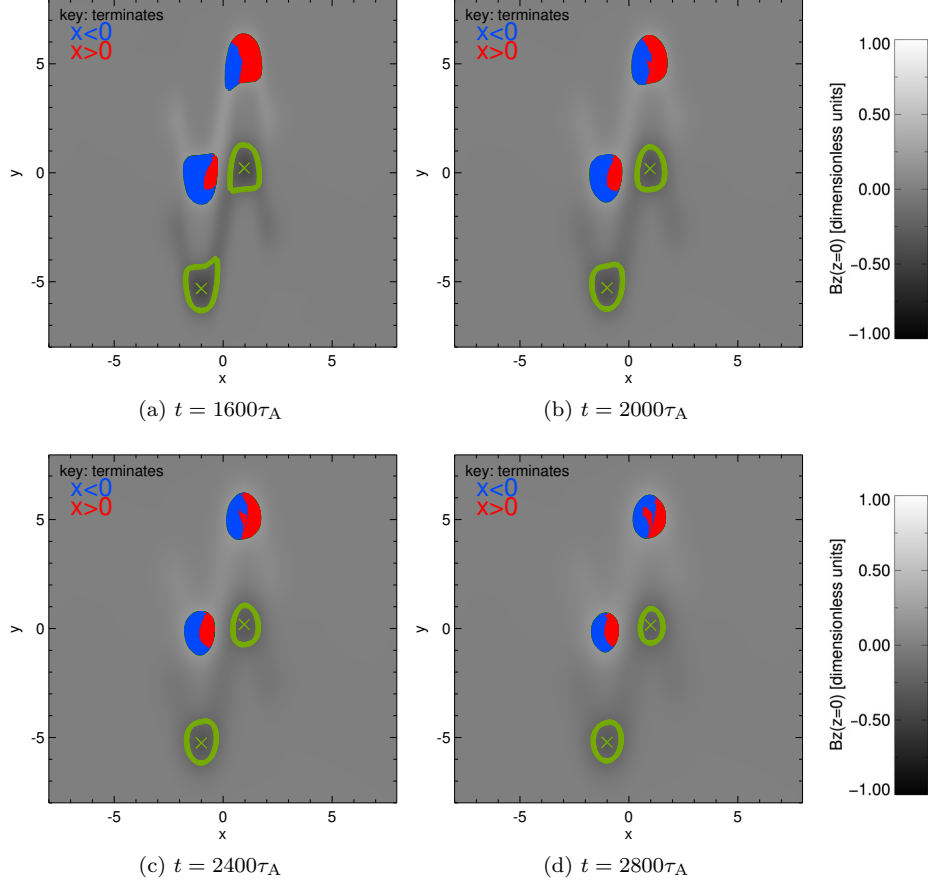 key: terminates
x<0
x>0
5
0
-5
y
-5
0
5
x
(a) t = 1600τA
key: terminates
x<0
x>0
5
0
-5
y
-5
0
5
x
(b) t = 2000τA
1.00
0.50
0.00
−0.50
−1.00
Bz(z=0) [dimensionless units]
key: terminates
x<0
x>0
5
0
-5
y
-5
0
5
x
(c) t = 2400τA
key: terminates
x<0
x>0
5
0
-5
y
-5
0
5
x
(d) t = 2800τA
1.00
0.50
0.00
−0.50
−1.00
Bz(z=0) [dimensionless units]